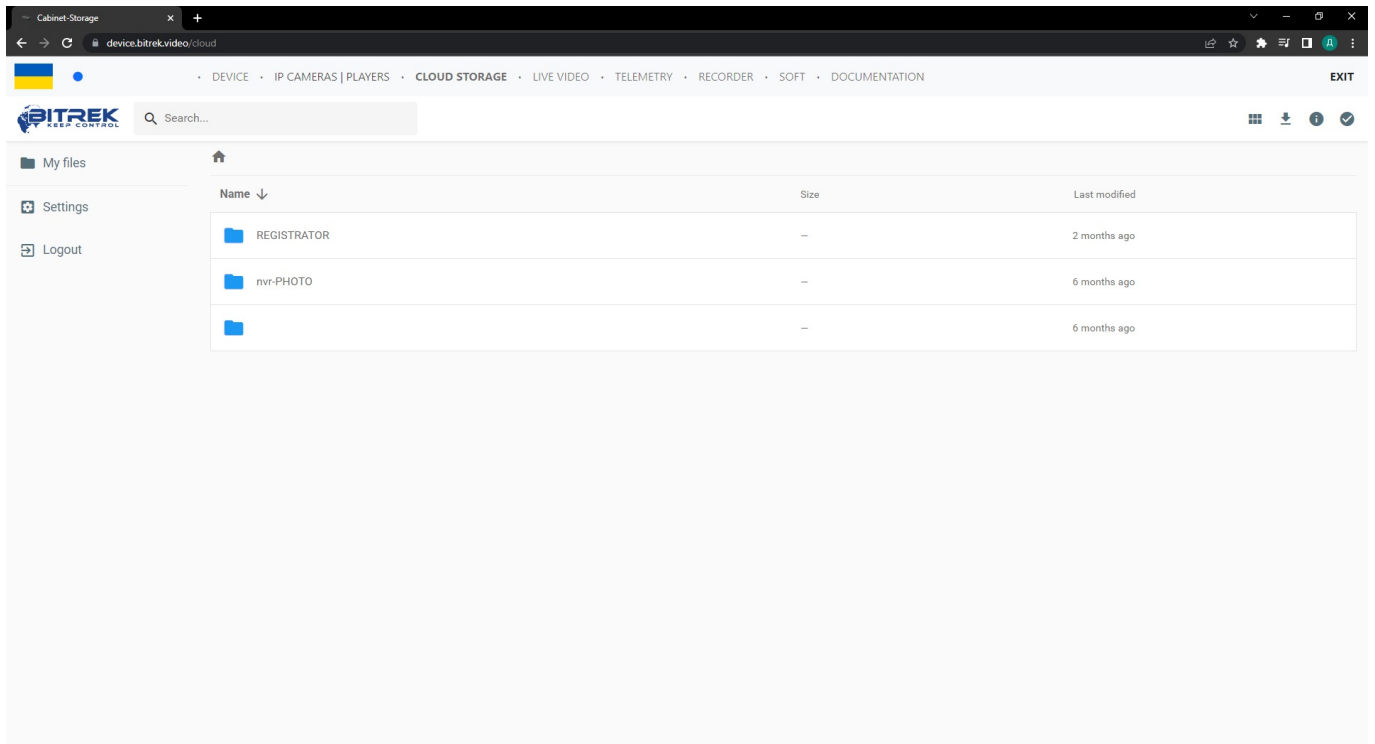 Cabinet-Storage
device.bitrek.video/cloud
Д
• DEVICE • IP CAMERAS | PLAYERS • CLOUD STORAGE • LIVE VIDEO • TELEMETRY • RECORDER • SOFT • DOCUMENTATION
EXIT
BITREK
KEEP CONTROL
Search...
My files
Settings
Logout
Name Size Last modified
REGISTRATOR — 2 months ago
nvr-PHOTO — 6 months ago
— 6 months ago